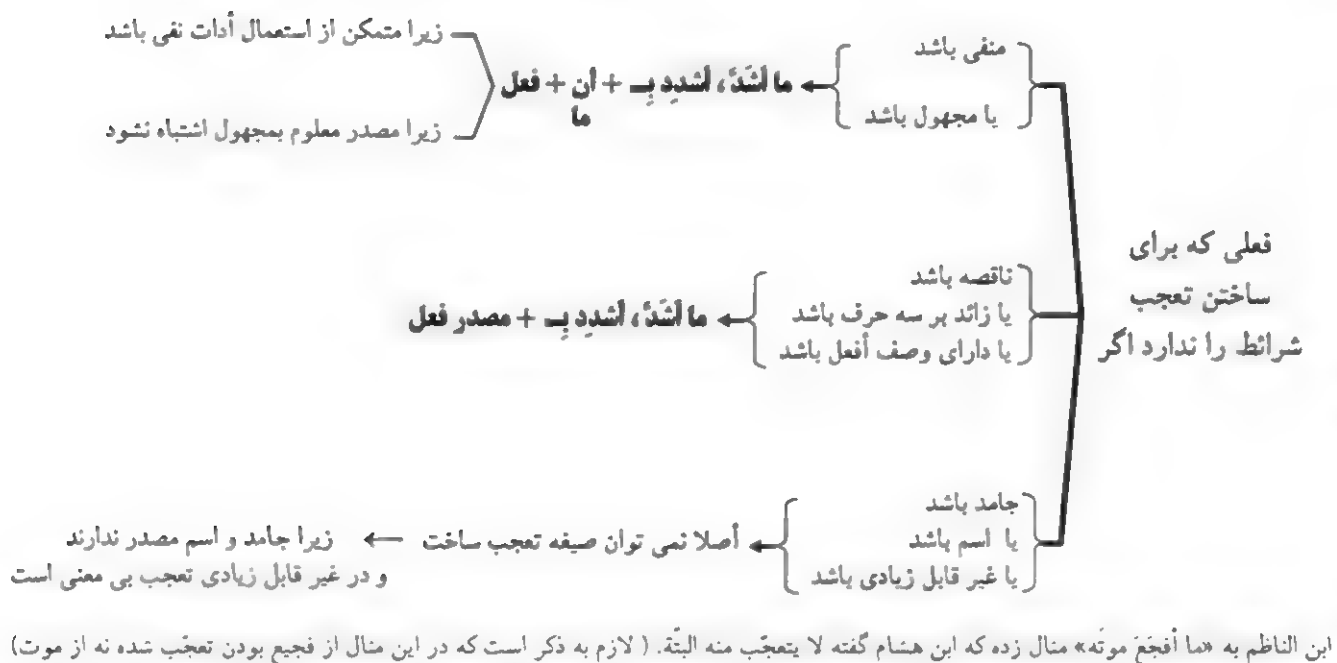 فعلی که برای
ساختن تعجب
شرائط را ندارد اگر
منفی باشد
یا مجهول باشد
ما أشَدَّ، أشدِد بِـ + أن + فعل
ما
زیرا متمکن از استعمال أدات نفی باشد
زیرا مصدر معلوم بمجهول اشتباه نشود
ناقصه باشد
یا زائد بر سه حرف باشد
یا دارای وصف أفعل باشد
ما أشَدَّ، أشدِدِ بِـ + مصدر فعل
جامد باشد
یا اسم باشد
یا غیر قابل زیادی باشد
أصلا نمی توان صیغه تعجب ساخت
زیرا جامد و اسم مصدر ندارند
و در غیر قابل زیادی تعجب بی معنی است
ابن الناظم به «ما أفجَعَ موتَه» مثال زده که ابن هشام گفته لا یتعجّب منه البتّة. ( لازم به ذکر است که در این مثال از فجیع بودن تعجّب شده نه از موت)